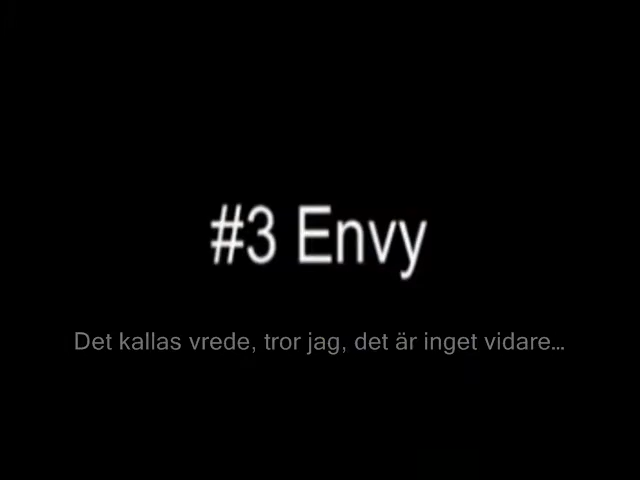 #3 Envy
Det kallas vrede, tror jag, det är inget vidare…